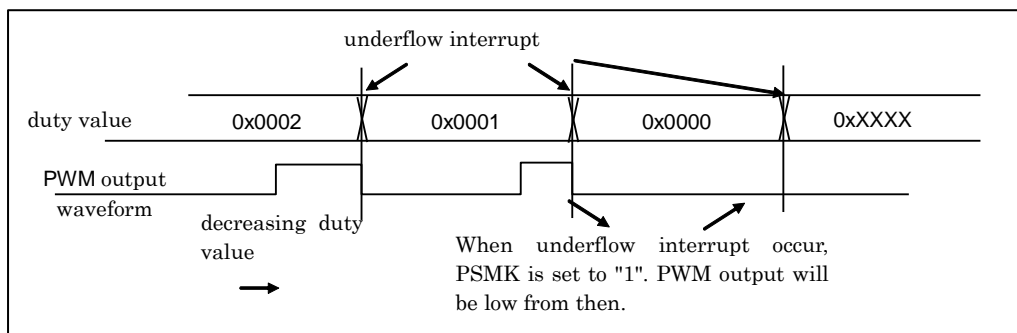 underflow interrupt
duty value
0x0002
0x0001
0x0000
0xXXXX
PWM output
waveform
decreasing duty
value
When underflow interrupt occur,
PSMK is set to "1". PWM output will
be low from then.